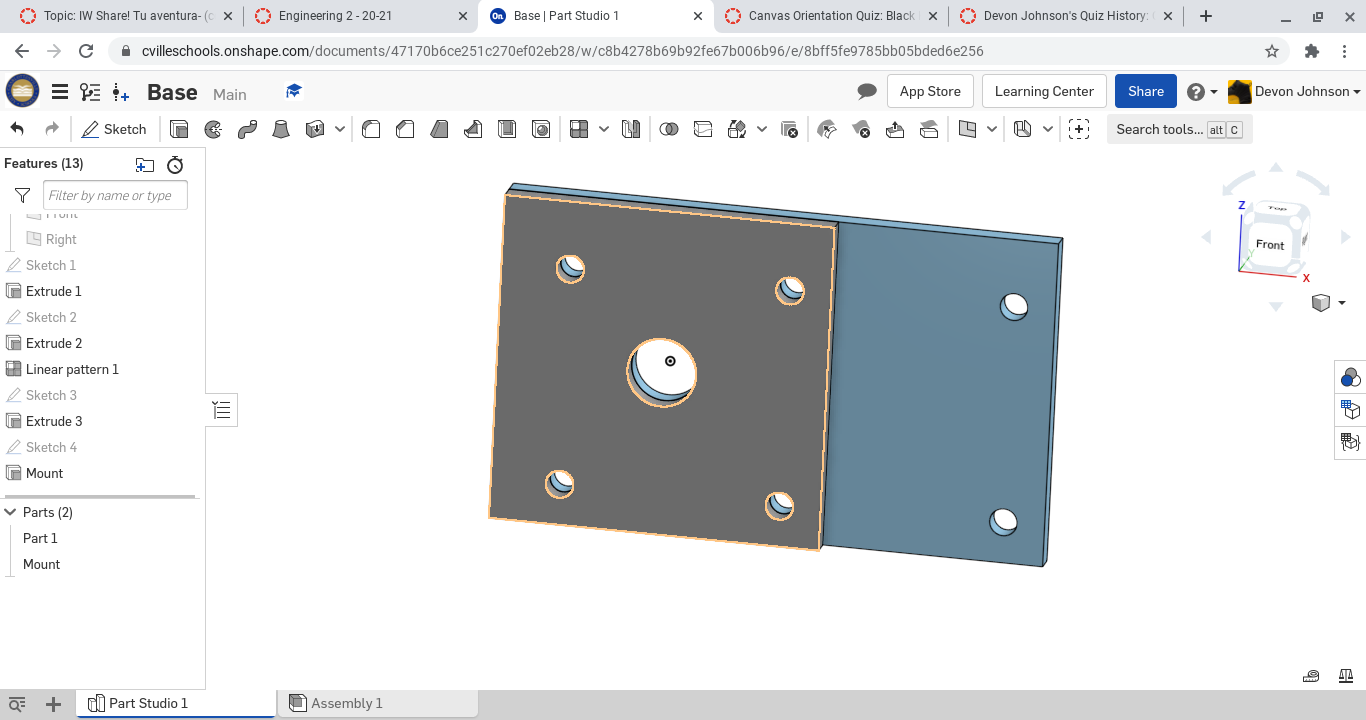 Topic: IW Share! Tu aventura- (c
Engineering 2 - 20-21
On
Base | Part Studio 1
Canvas Orientation Quiz: Black
Devon Johnson's Quiz History:
cvilleschools.onshape.com/documents/47170b6ce251c270ef02eb28/w/c8b4278b69b92fe67b006b96/e/8bff5fe9785bb05bded6e256
Base Main
App Store
Learning Center
Share
Devon Johnson
Sketch
Search tools... alt C
Features (13)
Filter by name or type
Front
Right
Sketch 1
Extrude 1
Sketch 2
Extrude 2
Linear pattern 1
Sketch 3
Extrude 3
Sketch 4
Mount
Parts (2)
Part 1
Mount
Z
Top
Front
Y
X
Part Studio 1
Assembly 1